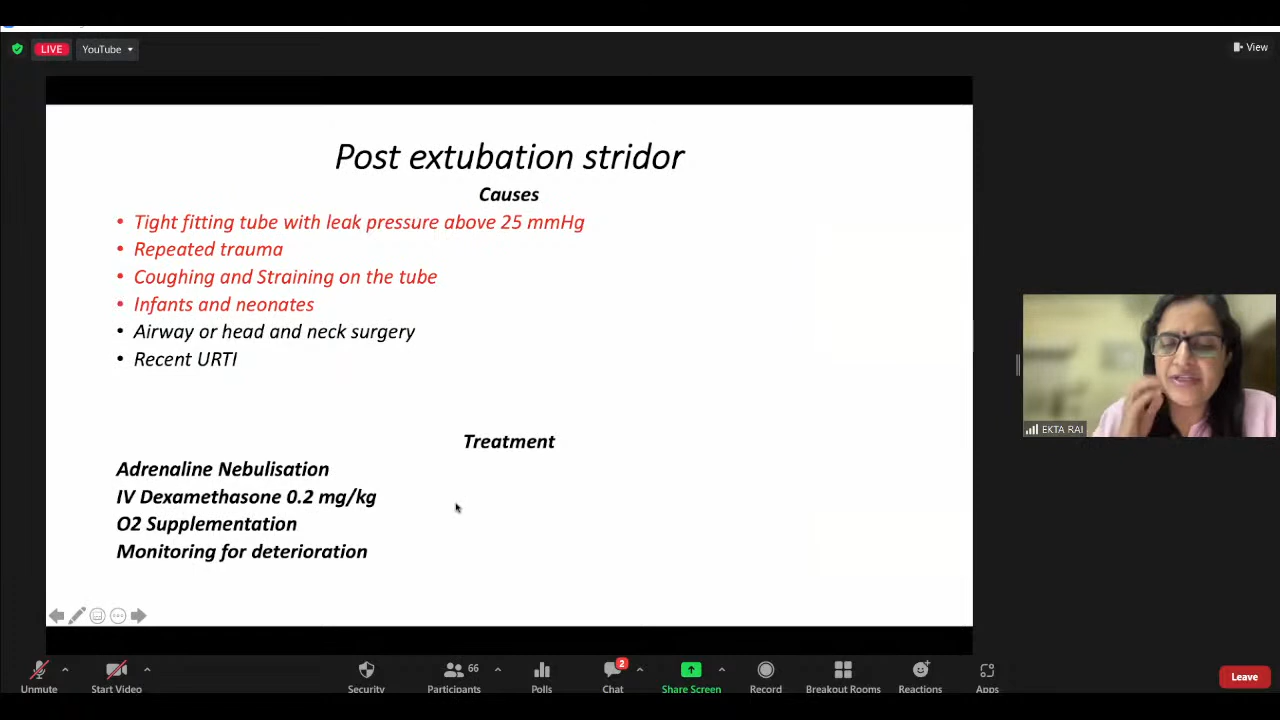 LIVE
YouTube
View
Post extubation stridor
Causes
• Tight fitting tube with leak pressure above 25 mmHg
• Repeated trauma
• Coughing and Straining on the tube
• Infants and neonates
• Airway or head and neck surgery
• Recent URTI
Treatment
Adrenaline Nebulisation
IV Dexamethasone 0.2 mg/kg
O2 Supplementation
Monitoring for deterioration
EKTA RAI
66
2
Unmute
Start Video
Security
Participants
Polls
Chat
Share Screen
Record
Breakout Rooms
Reactions
Apps
Leave